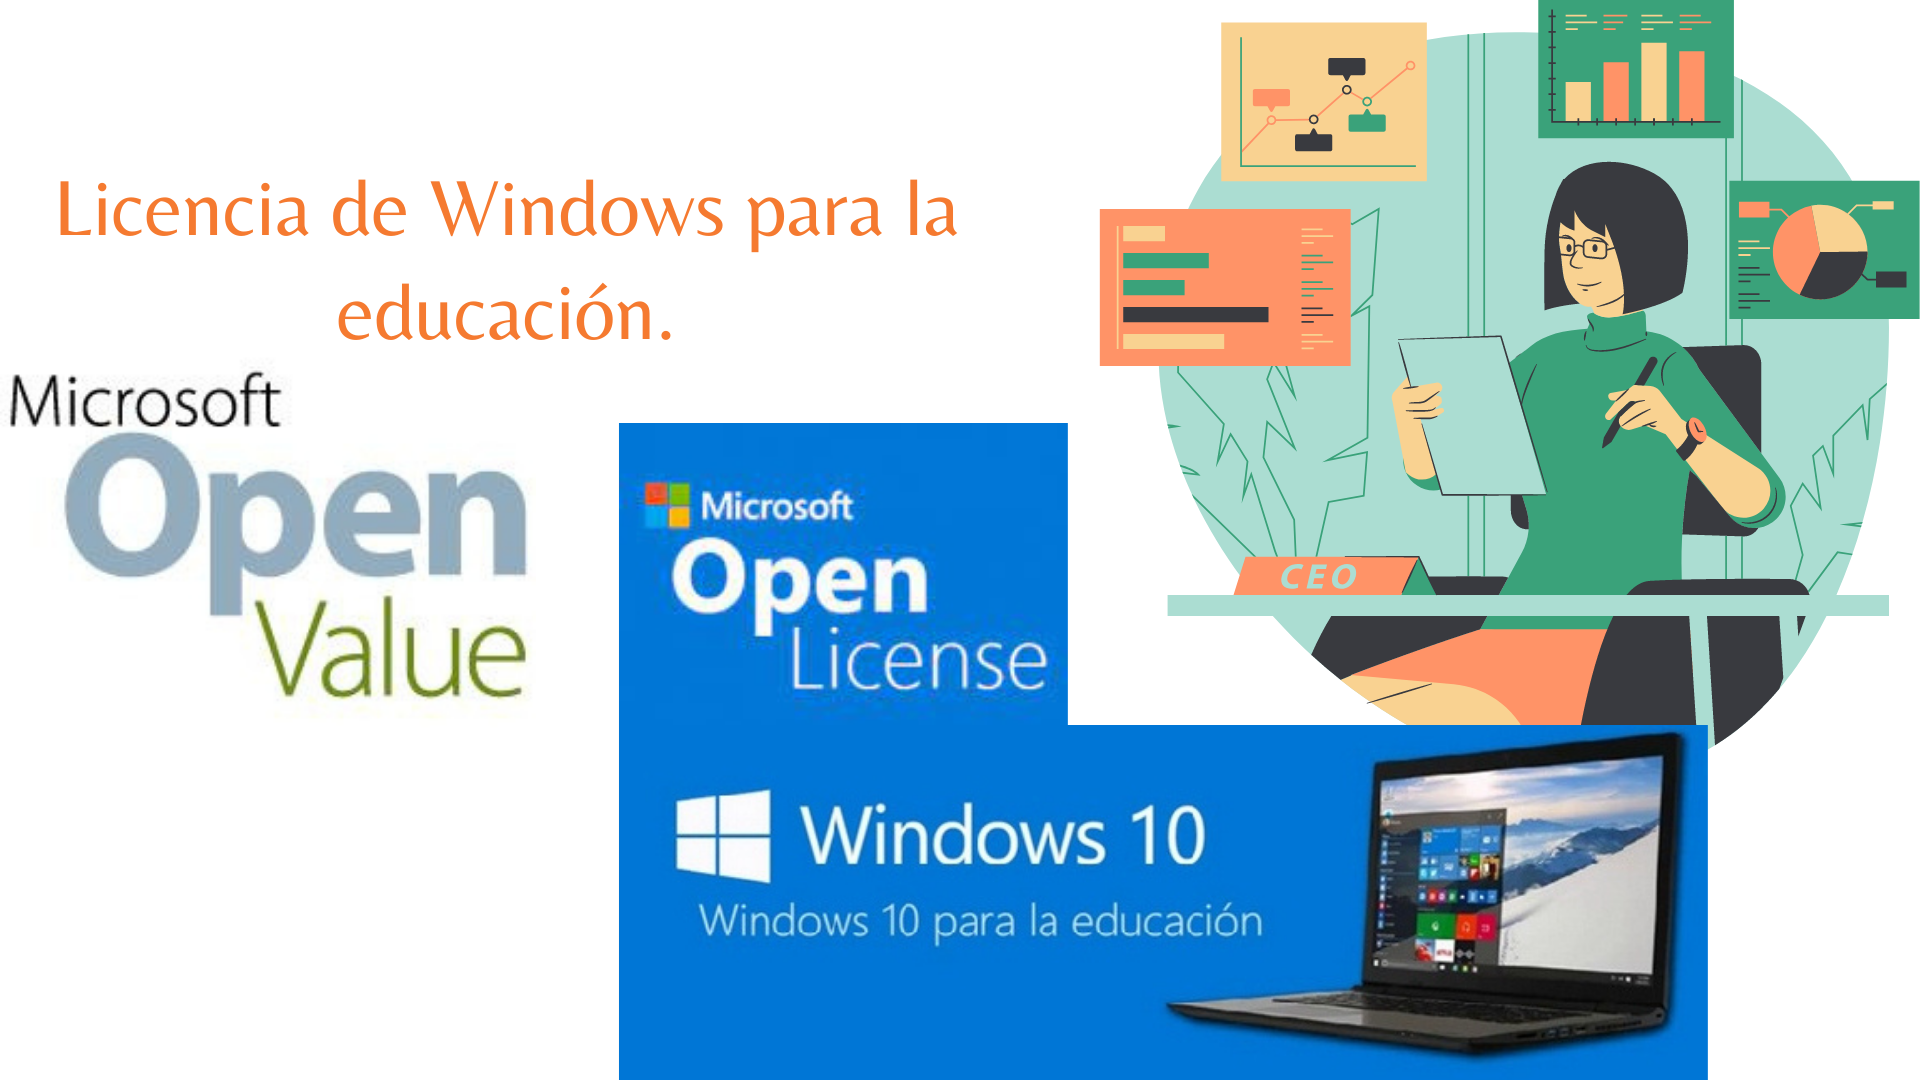 Licencia de Windows para la
educación.
Microsoft
Open
Value
Microsoft
Open
License
Windows 10
Windows 10 para la educación
CEO